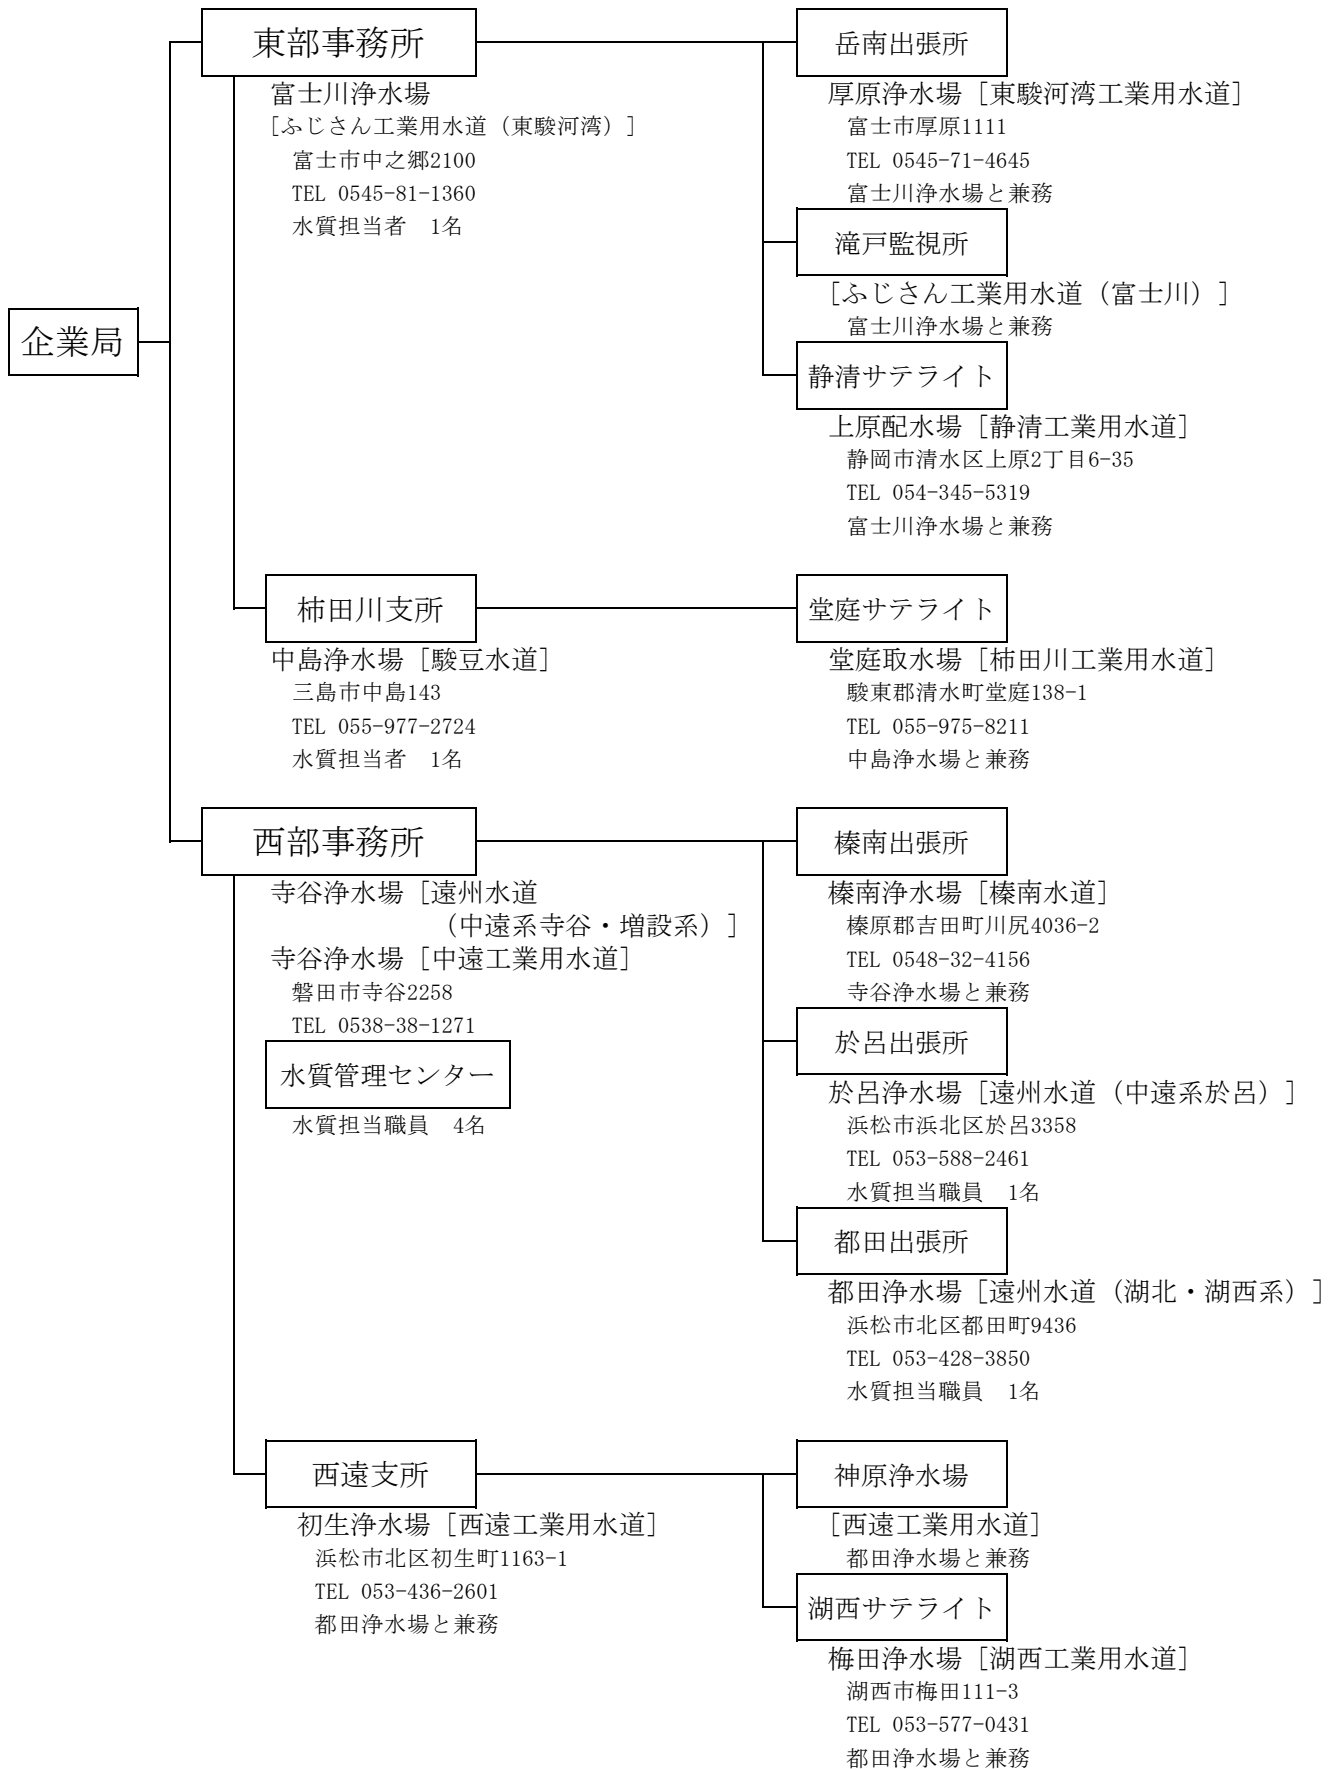 企業局
東部事務所
富士川浄水場
[ふじさん工業用水道（東駿河湾）]
富士市中之郷2100
TEL 0545-81-1360
水質担当者　1名
岳南出張所
厚原浄水場［東駿河湾工業用水道］
富士市厚原1111
TEL 0545-71-4645
富士川浄水場と兼務
滝戸監視所
［ふじさん工業用水道（富士川）］
富士川浄水場と兼務
静清サテライト
上原配水場［静清工業用水道］
静岡市清水区上原2丁目6-35
TEL 054-345-5319
富士川浄水場と兼務
柿田川支所
中島浄水場［駿豆水道］
三島市中島143
TEL 055-977-2724
水質担当者　1名
堂庭サテライト
堂庭取水場［柿田川工業用水道］
駿東郡清水町堂庭138-1
TEL 055-975-8211
中島浄水場と兼務
西部事務所
寺谷浄水場［遠州水道
（中遠系寺谷・増設系）］
寺谷浄水場［中遠工業用水道］
磐田市寺谷2258
TEL 0538-38-1271
水質管理センター
水質担当職員　4名
榛南出張所
榛南浄水場［榛南水道］
榛原郡吉田町川尻4036-2
TEL 0548-32-4156
寺谷浄水場と兼務
於呂出張所
於呂浄水場［遠州水道（中遠系於呂）］
浜松市浜北区於呂3358
TEL 053-588-2461
水質担当職員　1名
都田出張所
都田浄水場［遠州水道（湖北・湖西系）］
浜松市北区都田町9436
TEL 053-428-3850
水質担当職員　1名
西遠支所
初生浄水場［西遠工業用水道］
浜松市北区初生町1163-1
TEL 053-436-2601
都田浄水場と兼務
神原浄水場
［西遠工業用水道］
都田浄水場と兼務
湖西サテライト
梅田浄水場［湖西工業用水道］
湖西市梅田111-3
TEL 053-577-0431
都田浄水場と兼務